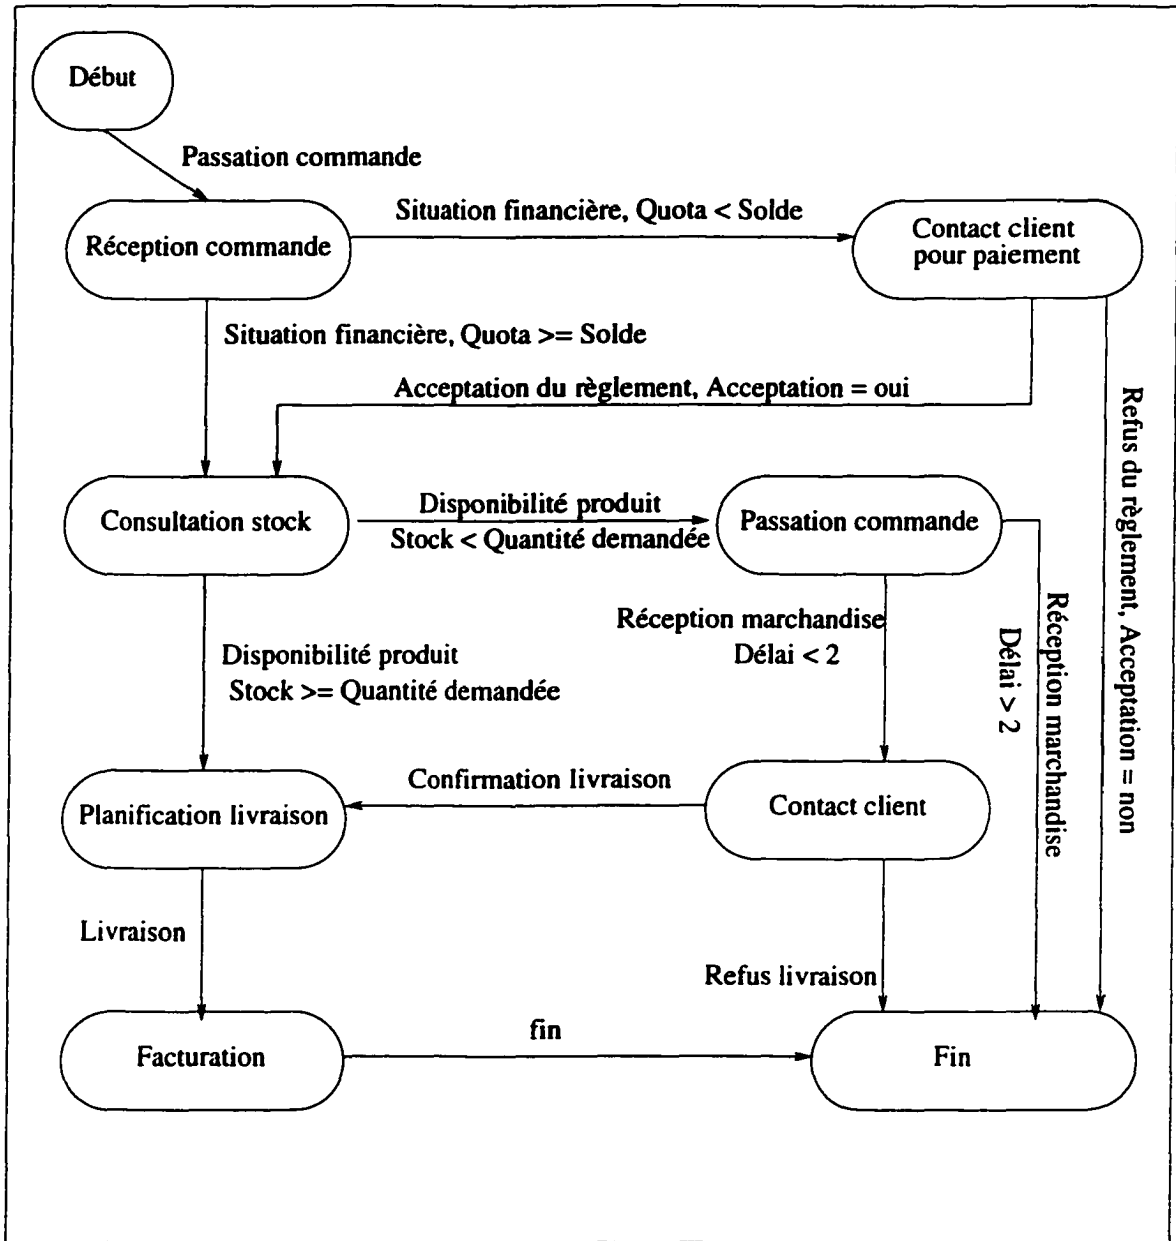 Début
Passation commande
Situation financière, Quota < Solde
Réception commande
Contact client
pour paiement
Situation financière, Quota >= Solde
Acceptation du règlement, Acceptation = oui
Refus du règlement, Acceptation = non
Consultation stock
Disponibilité produit
Stock < Quantité demandée
Passation commande
Réception marchandise
Délai < 2
Réception marchandise
Délai > 2
Disponibilité produit
Stock >= Quantité demandée
Planification livraison
Confirmation livraison
Contact client
Livraison
Refus livraison
Facturation
fin
Fin